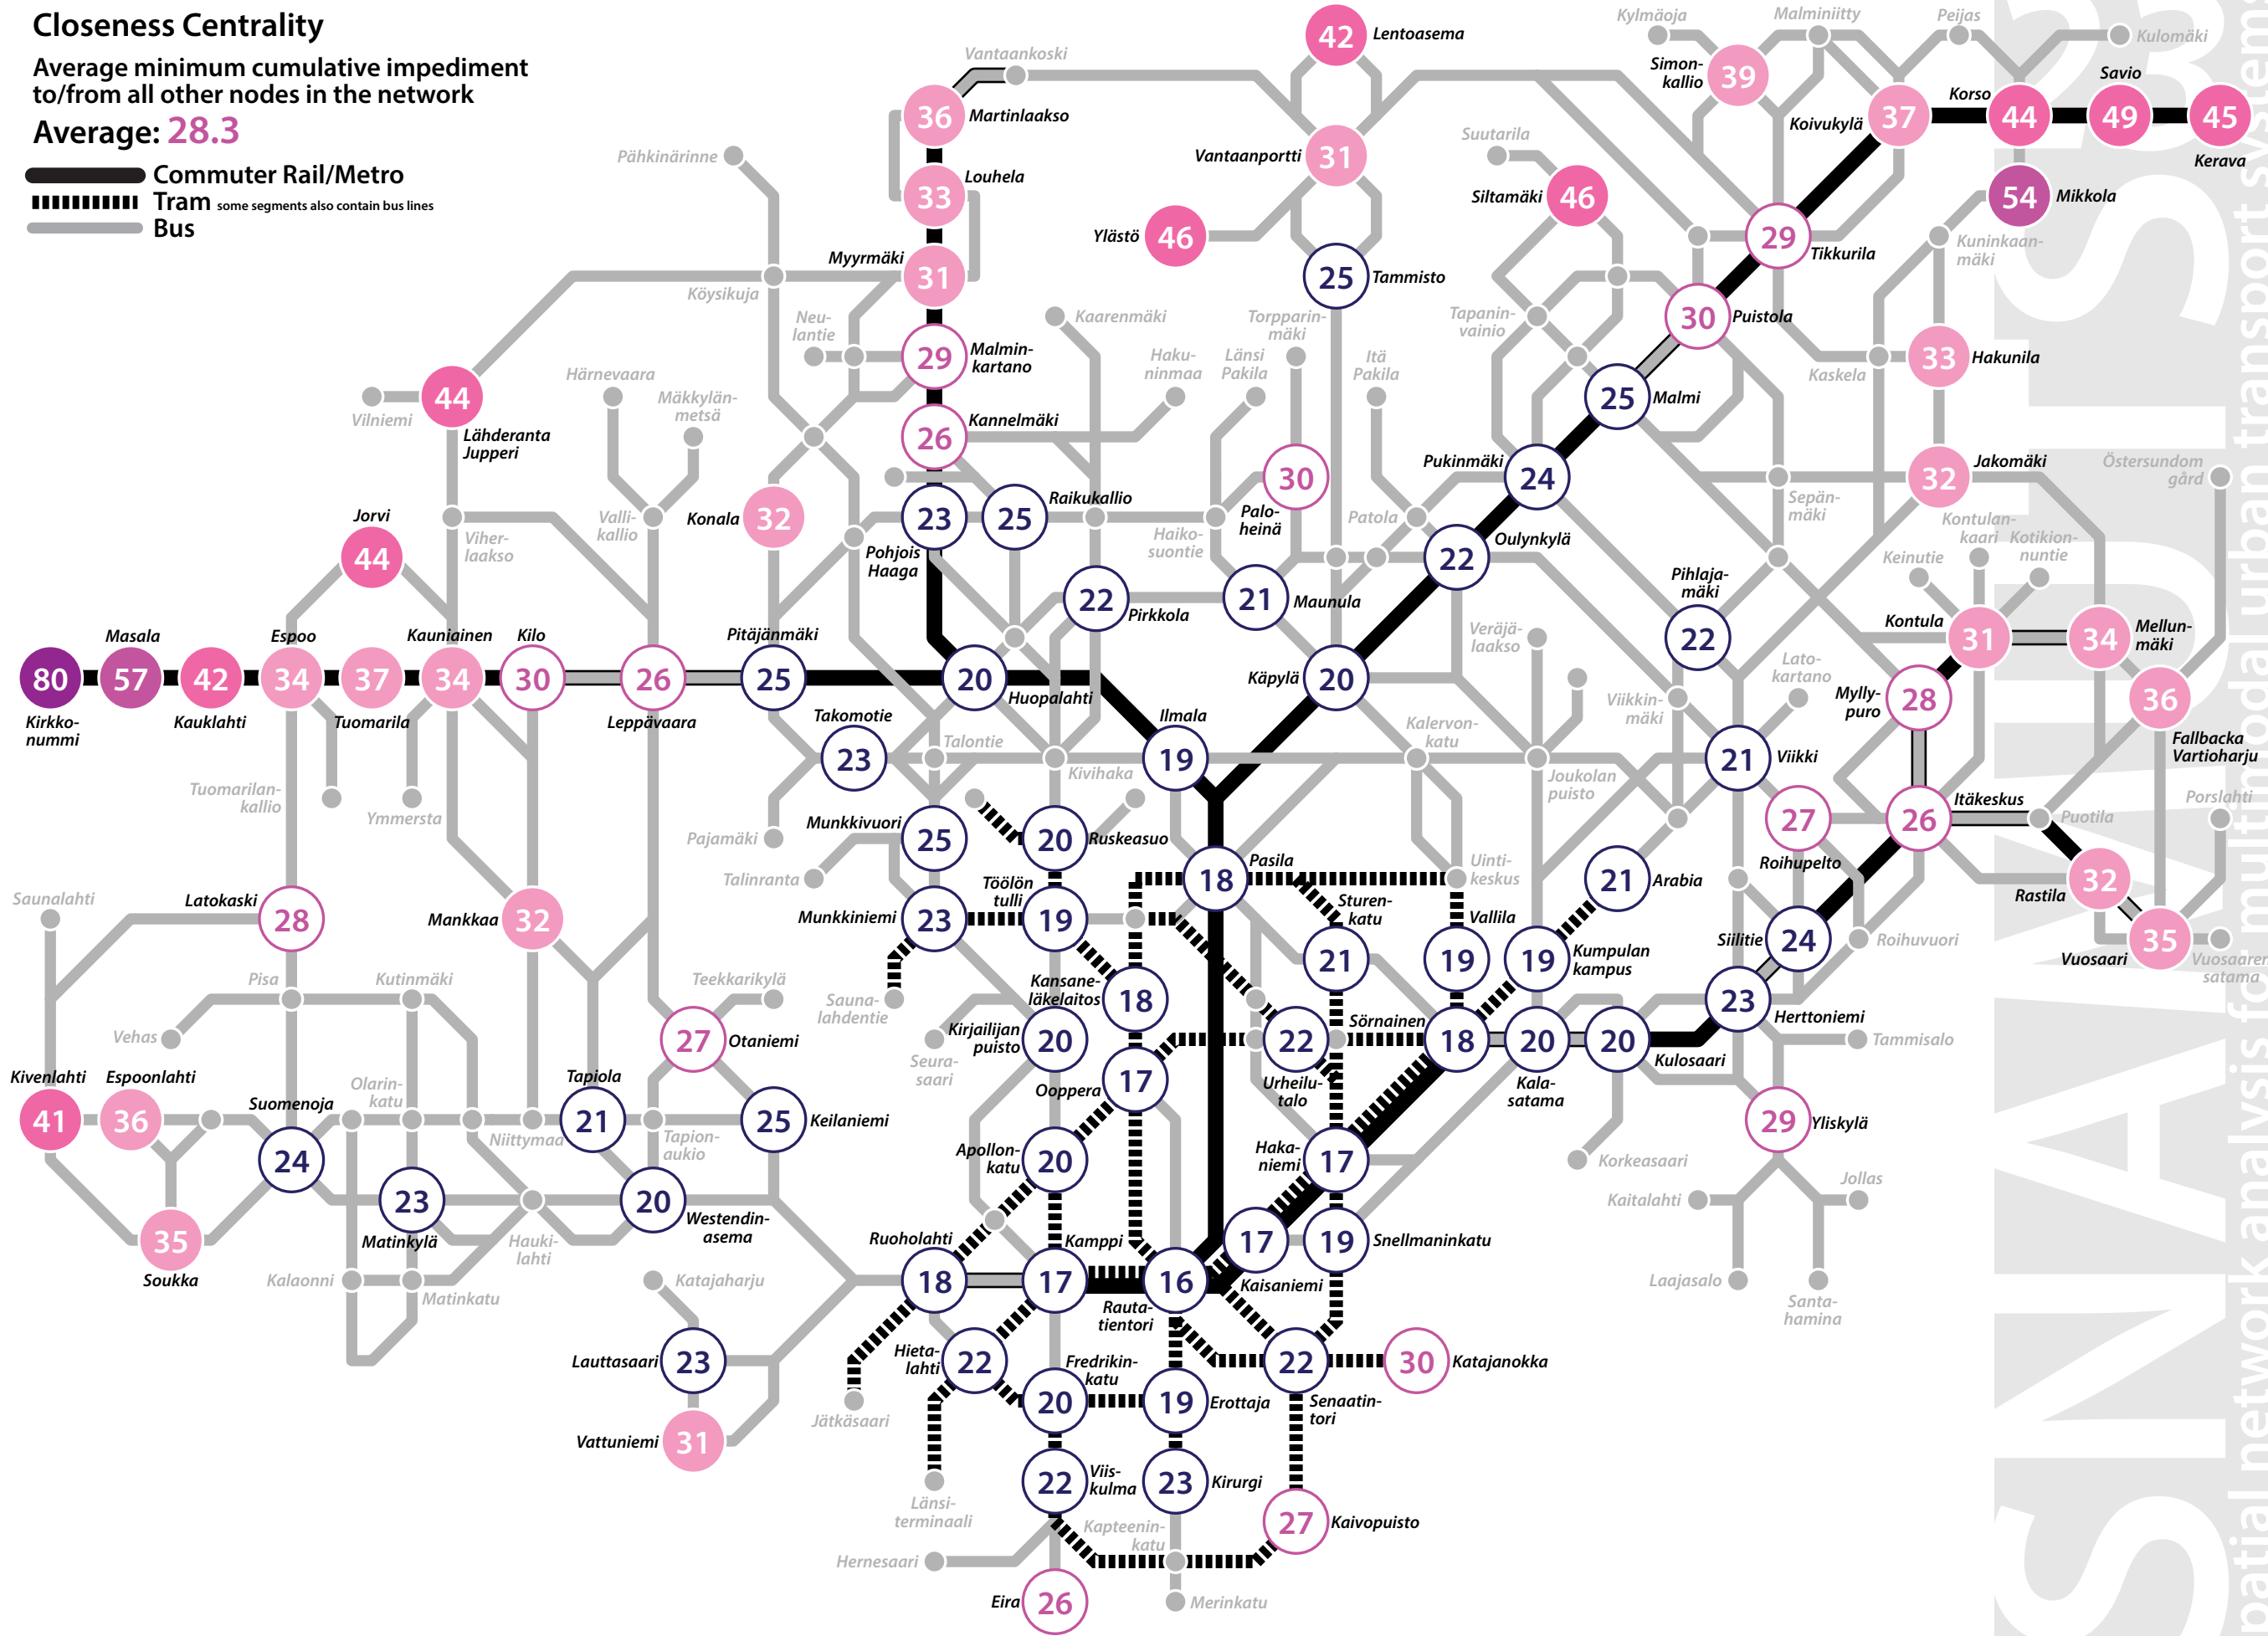 Closeness Centrality
Average minimum cumulative impediment
to/from all other nodes in the network
Average: 28.3
Commuter Rail/Metro
Tram some segments also contain bus lines
Bus
Vantaankoski
42
Lentoasema
Kylmäoja
Malminiitty
Peijas
Kulomäki
Simon-
kallio
39
Savio
Korso
36
Martinlaakso
Koivukylä
37
44
49
45
Kerava
Pähkinärinne
Vantaanportti
31
Suutarila
Louhela
33
Siltamäki
46
54
Mikkola
Ylästö
46
29
Tikkurila
Kuninkaan-
mäki
Myyrmäki
31
Köysikuja
25
Tammisto
Neu-
lantie
29
Malmin-
kartano
Kaarenmäki
Torpparin-
mäki
Tapanin-
vainio
30
Puistola
Haku-
ninmaa
Länsi
Pakila
Itä
Pakila
33
Hakunila
Kaskela
Härnevaara
Mäkkylän-
metsä
Vilniemi
44
Lähderanta
Jupperi
25
Malmi
26
Kannelmäki
Pukinmäki
24
30
Palo-
heinä
32
Jakomäki
Östersundom
gård
Sepän-
mäki
Konala
32
23
Pohjois
Haaga
25
Raikukallio
Haiko-
suontie
Patola
Jorvi
44
Viher-
laakso
Valli-
kallio
22
Oulynkylä
Kontulan-
kaari
Keinutie
Kotikion-
nuntie
22
Pirkkola
21
Maunula
Pihlaja-
mäki
22
Kontula
31
34
Mellun-
mäki
Masala
Espoo
Kauniainen
Kilo
Pitäjänmäki
Veräjä-
laakso
80
57
42
34
37
34
30
26
25
20
Huopalahti
Käpylä
20
Kirkko-
nummi
Kauklahti
Tuomarila
Leppävaara
Lato-
kartano
Viikkin-
mäki
Mylly-
puro
28
36
Fallbacka
Vartioharju
Takomotie
23
Talontie
Kivihaka
Ilmala
19
Kalervon-
katu
Joukolan
puisto
21
Viikki
Tuomarilan-
kallio
Ymmersta
Pajamäki
Munkkivuori
25
20
Ruskeasuo
27
Roihupelto
26
Itäkeskus
Puotila
Porslahti
Talinranta
Pasila
18
Uinti-
keskus
21
Arabia
32
Rastila
Saunalahti
Latokaski
28
Mankkaa
32
Munkkiniemi
23
Töölön
tulli
19
Sturen-
katu
21
Vallila
19
19
Kumpulan
kampus
Siilitie
24
Roihuvuori
35
Vuosaari
Vuosaaren
satama
Pisa
Kutinmäki
Teekkarikylä
Sauna-
lahdentie
Kansane-
läkelaitos
18
23
Herttoniemi
Vehas
27
Otaniemi
Seura-
saari
Kirjailijan
puisto
20
22
Urheilu-
talo
Sörnäinen
18
20
Kala-
satama
20
Kulosaari
Tammisalo
Kivenlahti
41
Espoonlahti
36
Suomenoja
24
Olarin-
katu
Niittymaa
Tapiola
21
Tapion-
aukio
25
Keilaniemi
Ooppera
17
29
Yliskylä
Apollon-
katu
20
Haka-
niemi
17
Korkeasaari
Kaitalahti
Jollas
35
Soukka
23
Matinkylä
Hauki-
lahti
20
Westendin-
asema
Kalaonni
Matinkatu
Katajaharju
Ruoholahti
18
Kamppi
17
16
Rauta-
tientori
17
Kaisaniemi
19
Snellmaninkatu
Laajasalo
Santa-
hamina
Lauttasaari
23
Hieta-
lahti
22
Fredrikin-
katu
20
19
Erottaja
22
Senaatin-
tori
30
Katajanokka
Jätkäsaari
Vattuniemi
31
Länsi-
terminaali
22
Viis-
kulma
23
Kirurgi
27
Kaivopuisto
Kapteenin-
katu
Hernesaari
Eira
26
Merinkatu